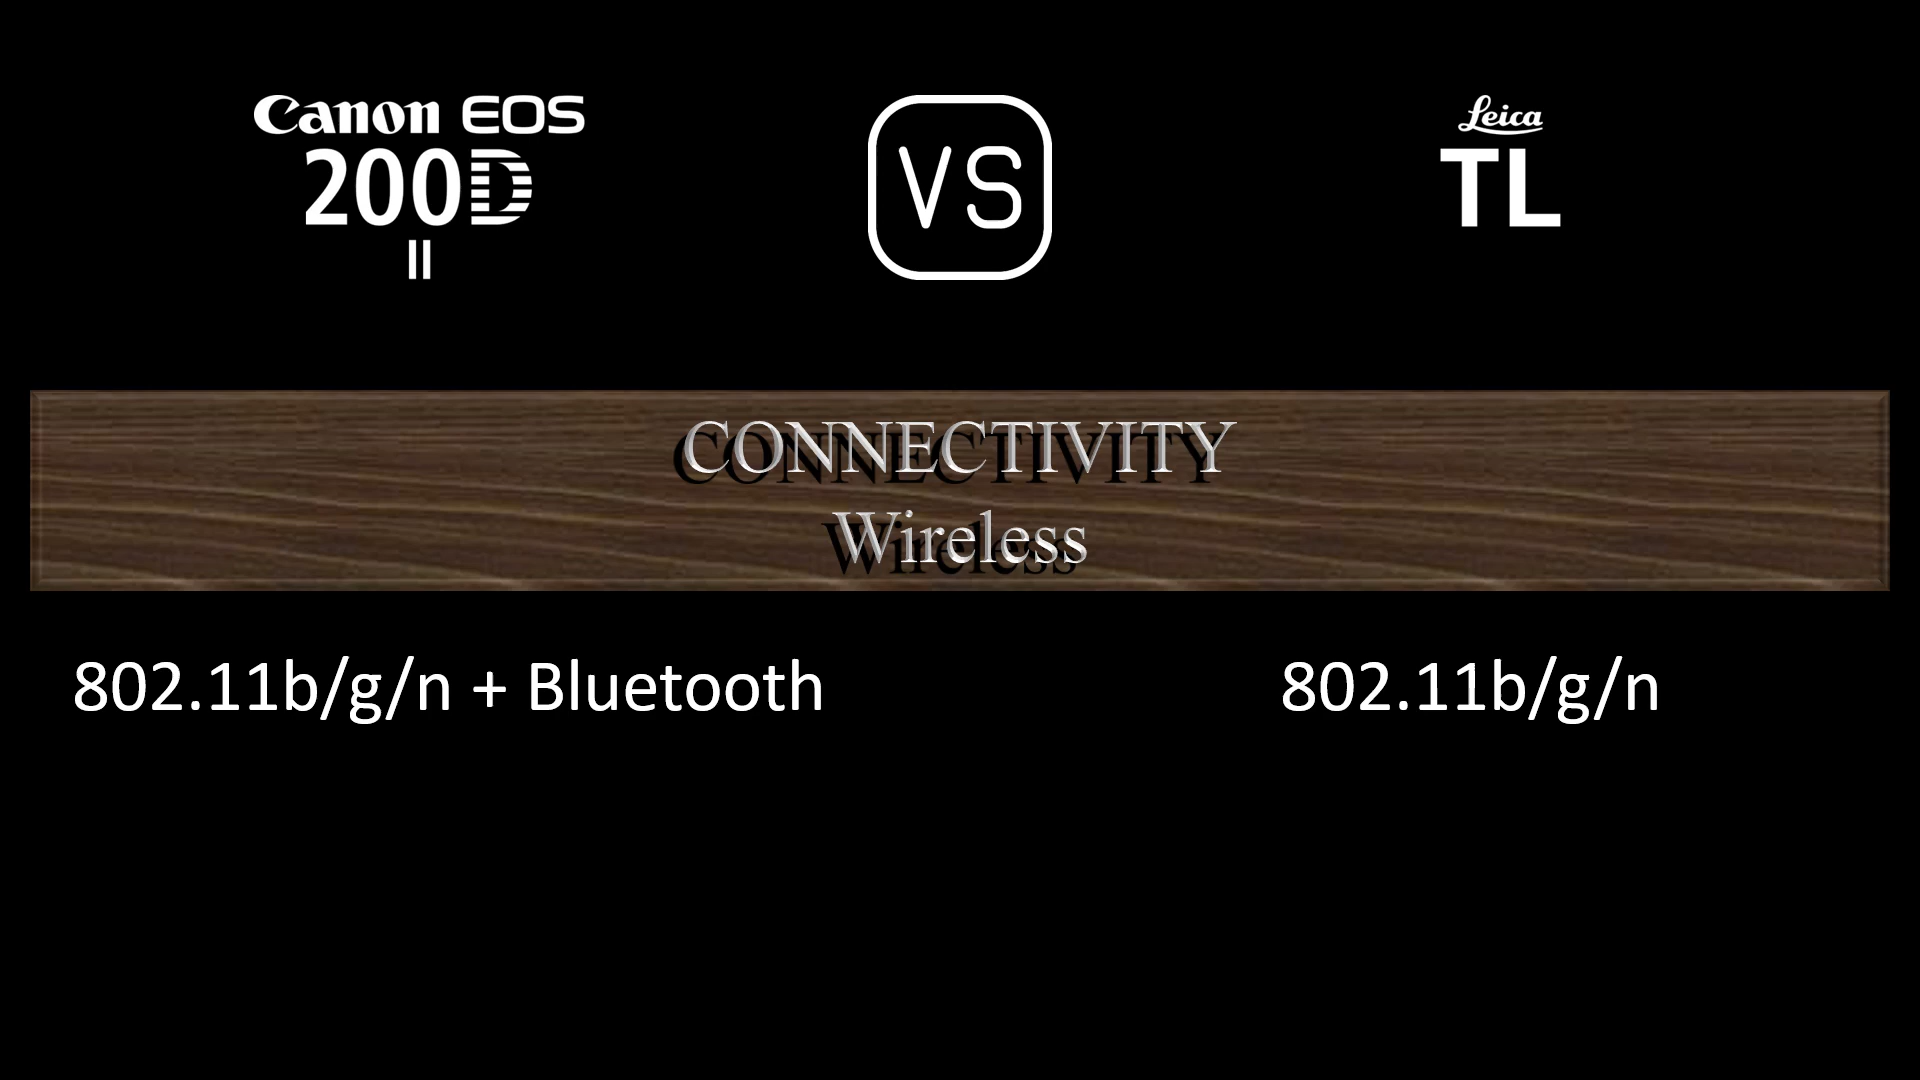 Canon EOS
200D
II
VS
Leica
TL
CONNECTIVITY
Wireless
802.11b/g/n + Bluetooth
802.11b/g/n